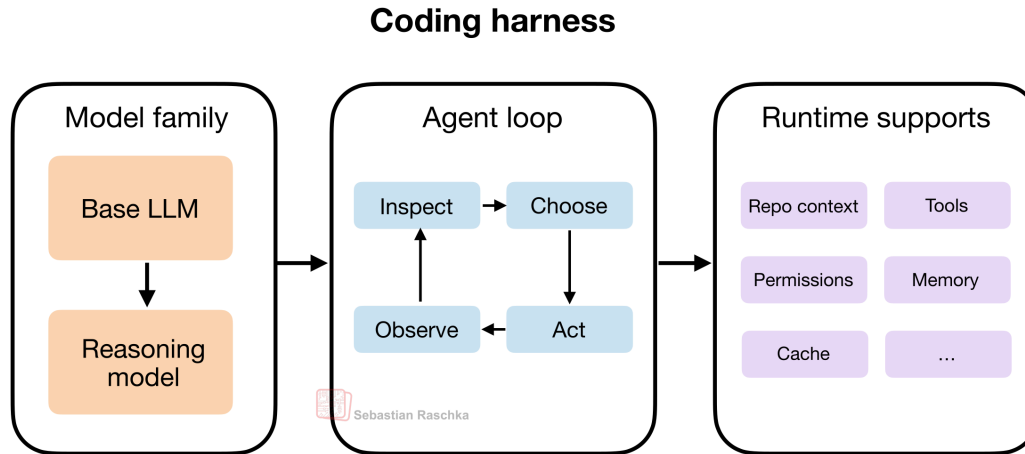 Coding harness
Model family
Base LLM
Reasoning
model
Agent loop
Inspect
Choose
Observe
Act
Sebastian Raschka
Runtime supports
Repo context
Tools
Permissions
Memory
Cache
...